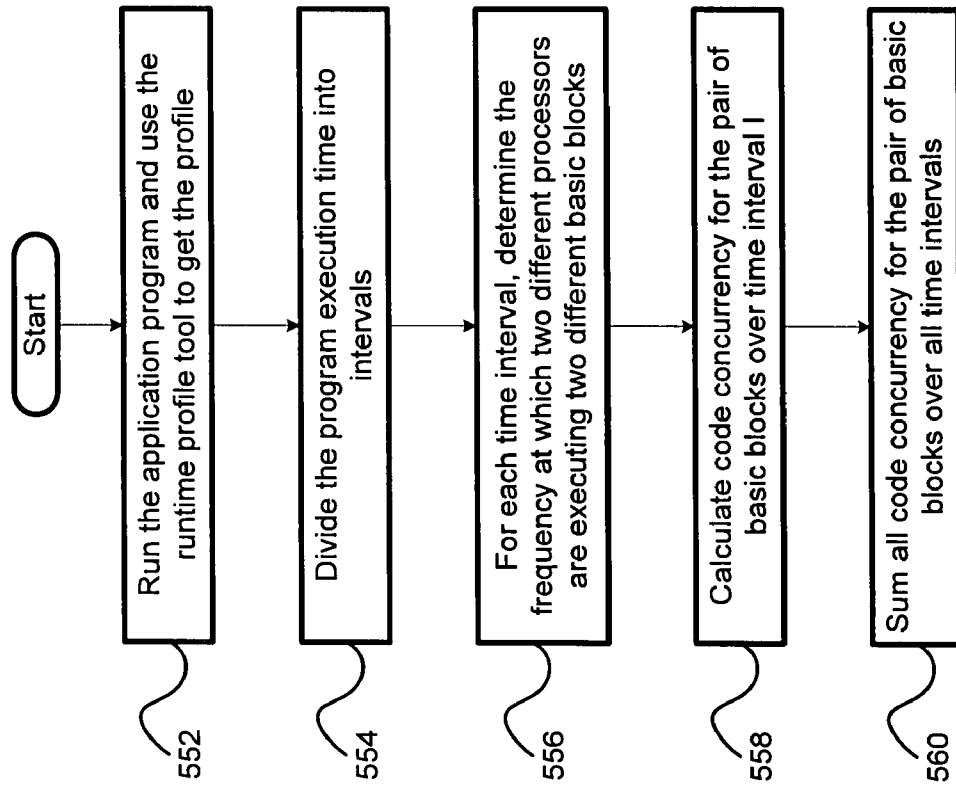 Start
552
Run the application program and use the
runtime profile tool to get the profile
554
Divide the program execution time into
intervals
556
For each time interval, determine the
frequency at which two different processors
are executing two different basic blocks
558
Calculate code concurrency for the pair of
basic blocks over time interval I
560
Sum all code concurrency for the pair of basic
blocks over all time intervals